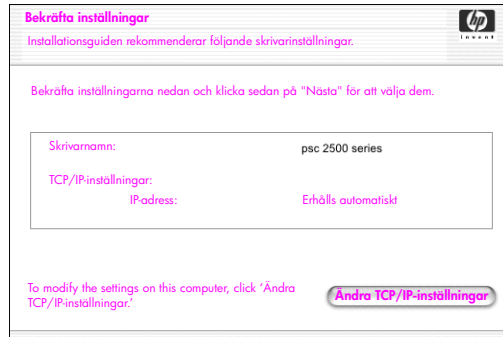 Bekräfta inställningar
Installationsguiden rekommenderar följande skrivarinställningar.
hp
invent
Bekräfta inställningarna nedan och klicka sedan på "Nästa" för att välja dem.
Skrivarnamn: psc 2500 series
TCP/IP-inställningar:
IP-adress: Erhålls automatiskt
To modify the settings on this computer, click ‘Ändra
TCP/IP-inställningar.’
Ändra TCP/IP-inställningar